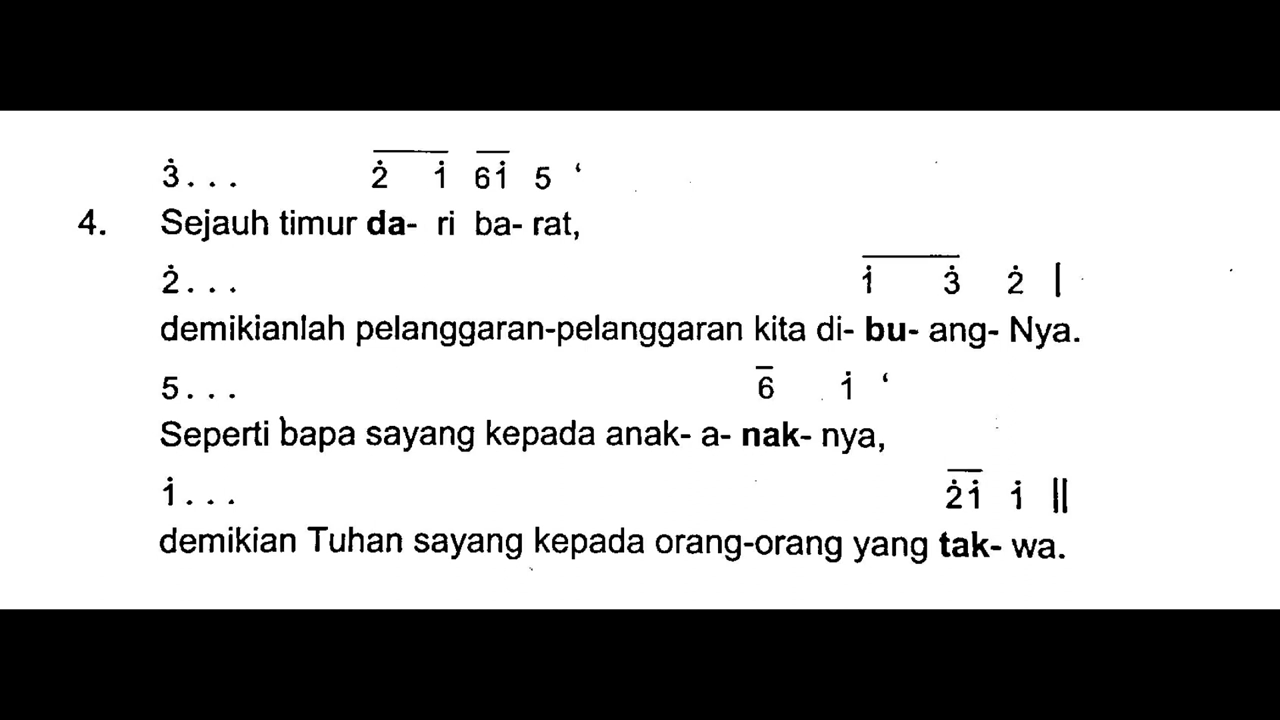 3̇... 2̇ 1̇ 61̇ 5 ‘
4. Sejauh timur da- ri ba- rat,
2̇... 1̇ 3̇ 2̇ |
demikianlah pelanggaran-pelanggaran kita di- bu- ang- Nya.
5... 6 1̇ ‘
Seperti bapa sayang kepada anak- a- nak- nya,
1̇... 2̇1̇ 1̇ ||
demikian Tuhan sayang kepada orang-orang yang tak- wa.